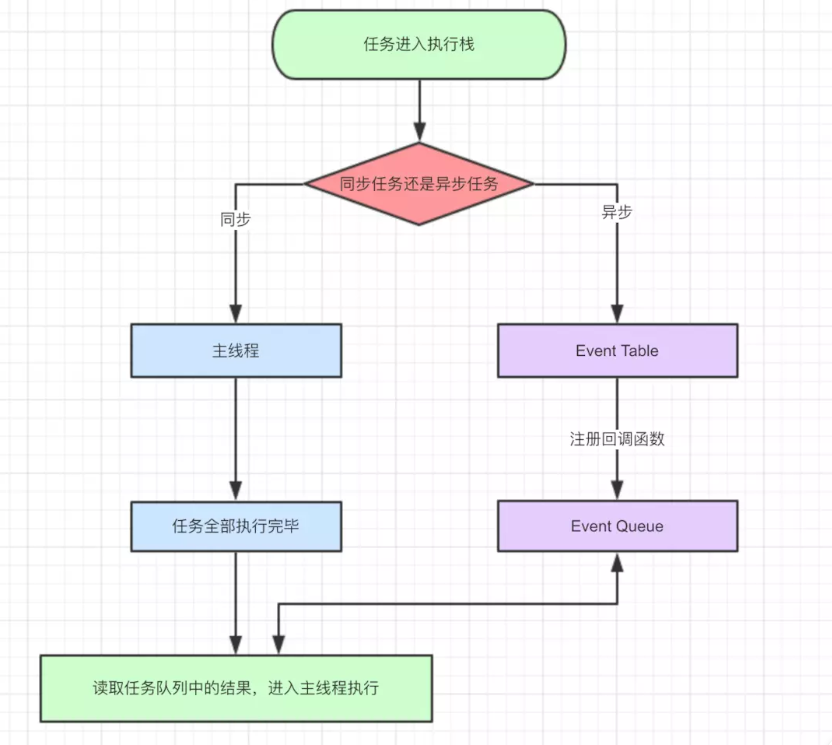 任务进入执行栈
同步任务还是异步任务
同步
异步
主线程
Event Table
注册回调函数
任务全部执行完毕
Event Queue
读取任务队列中的结果，进入主线程执行